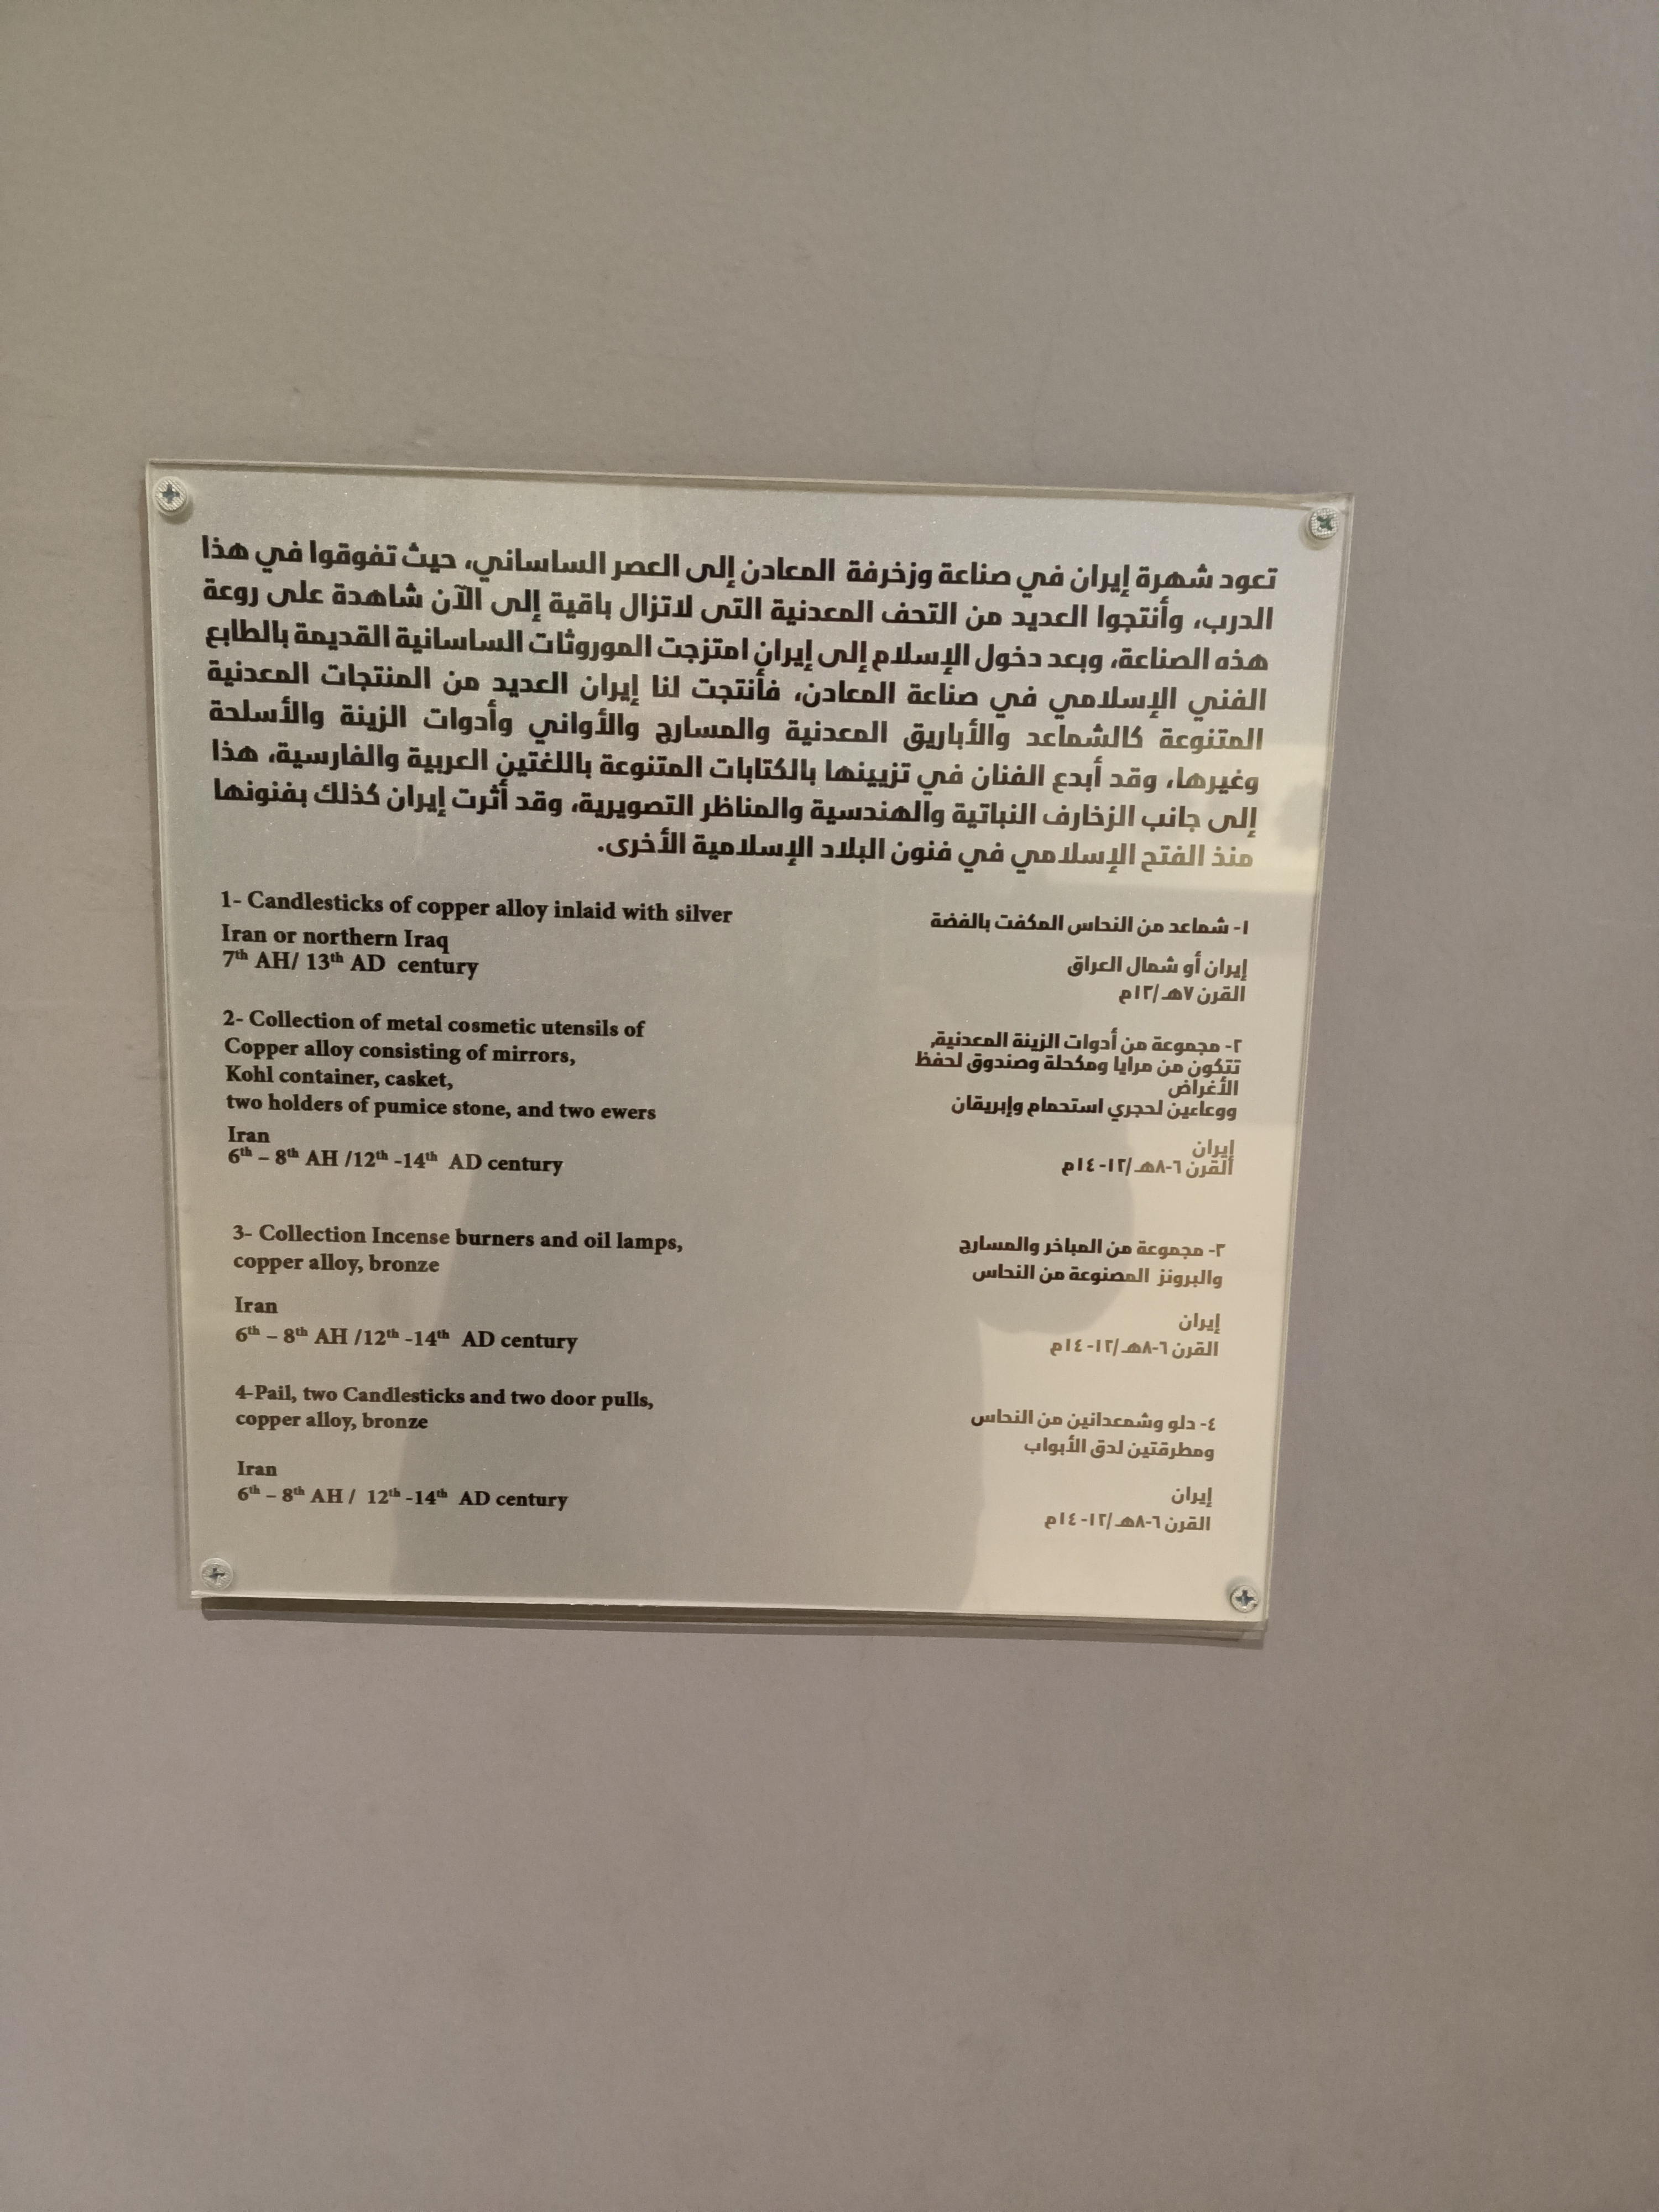 تعود شهرة إيران في صناعة وزخرفة المعادن إلى العصر الساساني، حيث تفوقوا في هذا
الدرب، وأنتجوا العديد من التحف المعدنية التى لاتزال باقية إلى الآن شاهدة على روعة
هذه الصناعة، وبعد دخول الإسلام إلى إيران امتزجت الموروثات الساسانية القديمة بالطابع
الفني الإسلامي في صناعة المعادن، فأنتجت لنا إيران العديد من المنتجات المعدنية
المتنوعة كالشماعد والأباريق المعدنية والمسارج والأواني وأدوات الزينة والأسلحة
وغيرها، وقد أبدع الفنان في تزيينها بالكتابات المتنوعة باللغتين العربية والفارسية، هذا
إلى جانب الزخارف النباتية والهندسية والمناظر التصويرية، وقد أثرت إيران كذلك بفنونها
منذ الفتح الإسلامي في فنون البلاد الإسلامية الأخرى.
1- Candlesticks of copper alloy inlaid with silver
Iran or northern Iraq
7th AH/ 13th AD century
2- Collection of metal cosmetic utensils of
Copper alloy consisting of mirrors,
Kohl container, casket,
two holders of pumice stone, and two ewers
Iran
6th – 8th AH /12th -14th AD century
3- Collection Incense burners and oil lamps,
copper alloy, bronze
Iran
6th – 8th AH /12th -14th AD century
4-Pail, two Candlesticks and two door pulls,
copper alloy, bronze
Iran
6th – 8th AH / 12th -14th AD century
١- شماعد من النحاس المكفت بالفضة
إيران أو شمال العراق
القرن ٧هـ/١٣م
٢- مجموعة من أدوات الزينة المعدنية,
تتكون من مرايا ومكحلة وصندوق لحفظ
الأغراض
ووعاءين لحجري استحمام وإبريقان
إيران
القرن ٦-٨هـ/١٢- ١٤م
٣- مجموعة من المباخر والمسارج
والبرونز المصنوعة من النحاس
إيران
القرن ٦-٨هـ/١٢- ١٤م
٤- دلو وشمعدانين من النحاس
ومطرقتين لدق الأبواب
إيران
القرن ٦-٨هـ/١٢- ١٤م